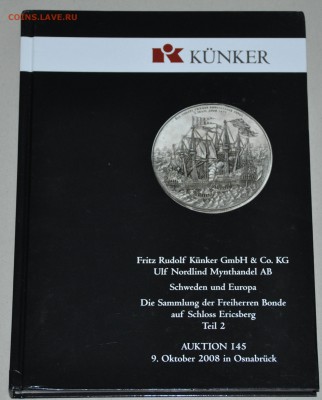 COINS.LAVE.RU
KÜNKER
Fritz Rudolf Künker GmbH & Co. KG
Ulf Nordlind Mynthandel AB
Schweden und Europa
Die Sammlung der Freiherren Bonde
auf Schloss Ericsberg
Teil 2
AUKTION 145
9. Oktober 2008 in Osnabrück